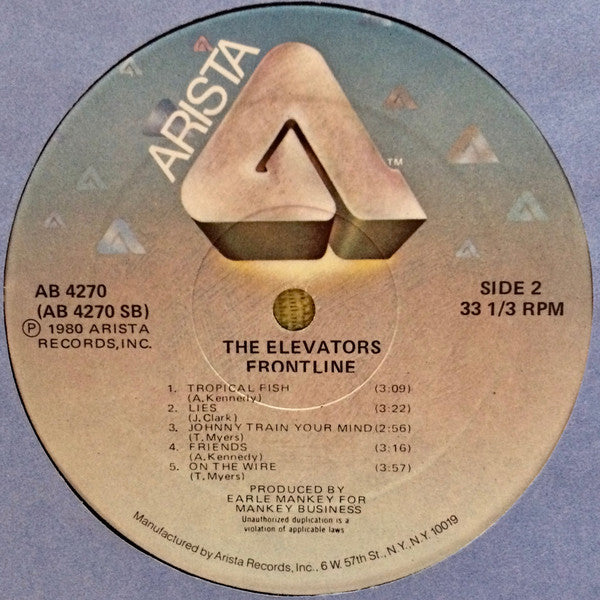 ARISTA
TM
AB 4270
(AB 4270 SB)
Ⓟ 1980 ARISTA
RECORDS, INC.
SIDE 2
33 1/3 RPM
THE ELEVATORS
FRONTLINE
1. TROPICAL FISH (3:09)
(A. Kennedy)
2. LIES (3:22)
(J. Clark)
3. JOHNNY TRAIN YOUR MIND (2:56)
(T. Myers)
4. FRIENDS (3:16)
(A. Kennedy)
5. ON THE WIRE (3:57)
(T. Myers)
PRODUCED BY
EARLE MANKEY FOR
MANKEY BUSINESS
Unauthorized duplication is a
violation of applicable laws
Manufactured by Arista Records, Inc., 6 W. 57th St., N.Y., N.Y. 10019